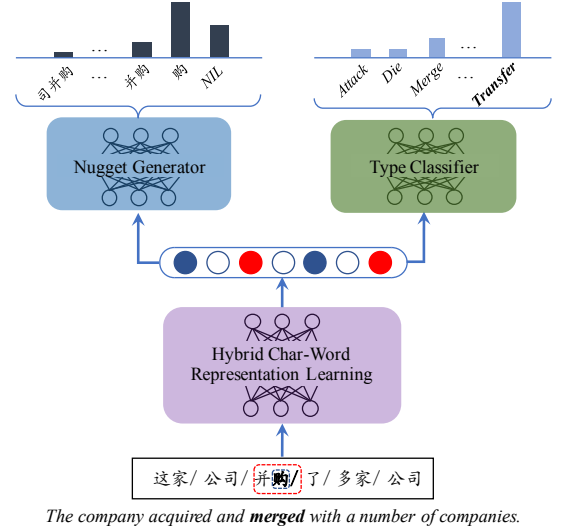 司并购 … 并购 购 NIL
Attack Die Merge … Transfer
Nugget Generator
Type Classifier
Hybrid Char-Word
Representation Learning
这家/ 公司/ 并购/ 了/ 多家/ 公司
The company acquired and merged with a number of companies.